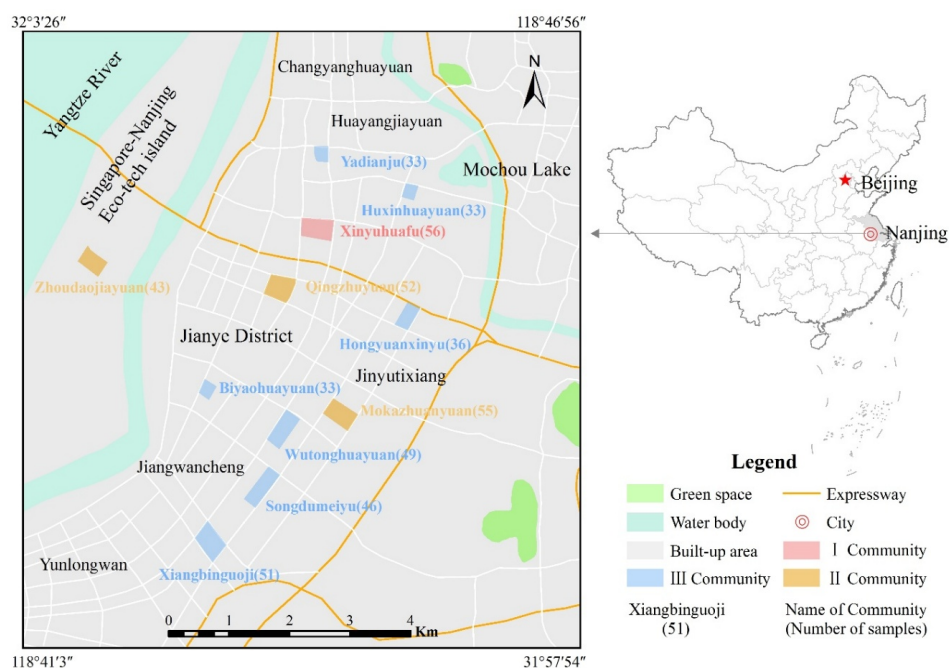 32°3′26″
118°46′56″
Yangtze River
Singapore-Nanjing
Eco-tech island
Changyanghuayuan
N
Huayangjiayuan
Yadianju(33)
Mochou Lake
Huxinhuayuan(33)
Xinyuhuafu(56)
Zhoudaojiayuan(43)
Qingzhuyuan(52)
Jianye District
Hongyuanxinyu(36)
Jinyutixiang
Biyaohuayuan(33)
Mokazhuanyuan(55)
Wutonghuayuan(49)
Jiangwancheng
Songdumeiyu(46)
Yunlongwan
Xiangbinguoji(51)
0 1 2 3 4
Km
118°41′3″
31°57′54″
Beijing
Nanjing
Legend
Green space
Expressway
Water body
City
Built-up area
I Community
III Community
II Community
Xiangbinguoji
(51)
Name of Community
(Number of samples)